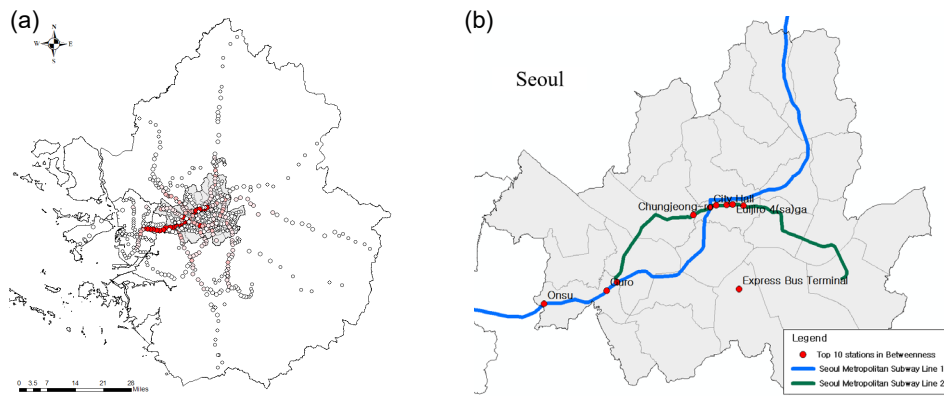 (a)
N
W E
S
0 3.5 7 14 21 28
Miles
(b)
Seoul
City Hall
Chungjeong-ro
Euljiro 4(sa)ga
Guro
Onsu
Express Bus Terminal
Legend
Top 10 stations in Betweenness
Seoul Metropolitan Subway Line 1
Seoul Metropolitan Subway Line 2